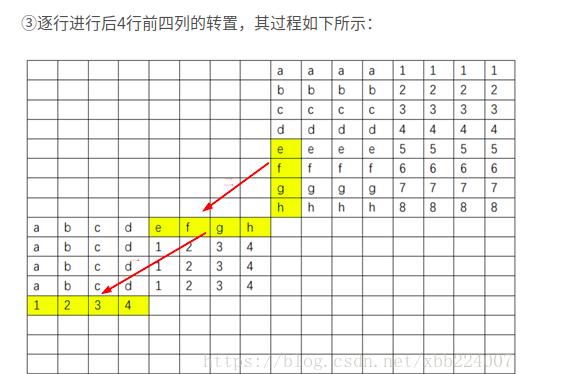 ③逐行进行后4行前四列的转置，其过程如下所示：
a a a a 1 1 1 1
b b b b 2 2 2 2
c c c c 3 3 3 3
d d d d 4 4 4 4
e e e e 5 5 5 5
f f f f 6 6 6 6
g g g g 7 7 7 7
h h h h 8 8 8 8
a b c d e f g h
a b c d 1 2 3 4
a b c d 1 2 3 4
a b c d 1 2 3 4
1 2 3 4
https://blog.csdn.net/xbb224007